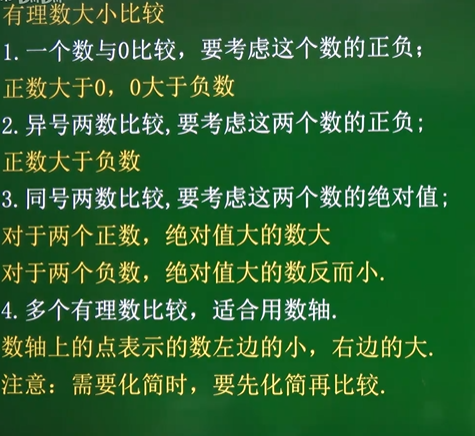 有理数大小比较
1.一个数与0比较，要考虑这个数的正负；
正数大于0，0大于负数
2.异号两数比较,要考虑这两个数的正负;
正数大于负数
3.同号两数比较,要考虑这两个数的绝对值;
对于两个正数，绝对值大的数大
对于两个负数，绝对值大的数反而小.
4.多个有理数比较，适合用数轴.
数轴上的点表示的数左边的小，右边的大.
注意：需要化简时，要先化简再比较.